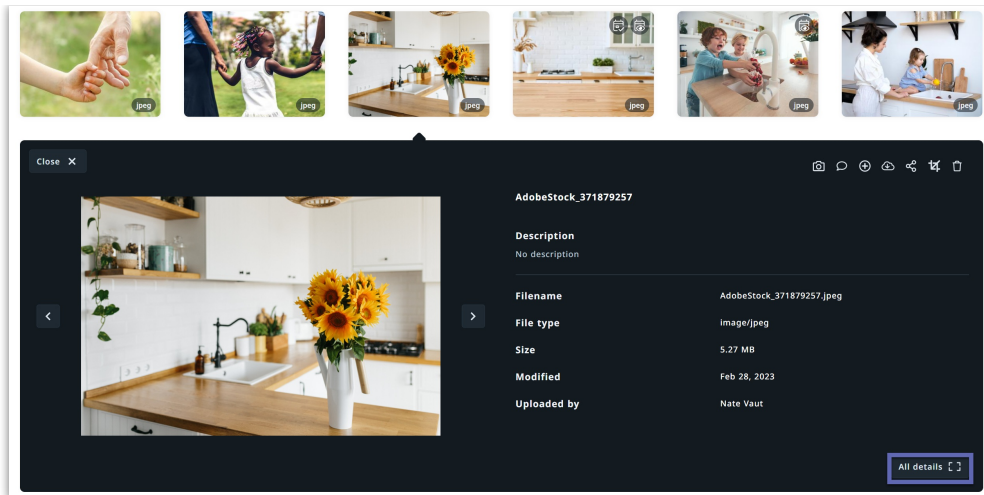 jpeg
jpeg
jpeg
jpeg
jpeg
jpeg
Close X
AdobeStock_371879257
Description
No description
Filename AdobeStock_371879257.jpeg
File type image/jpeg
Size 5.27 MB
Modified Feb 28, 2023
Uploaded by Nate Vaut
All details